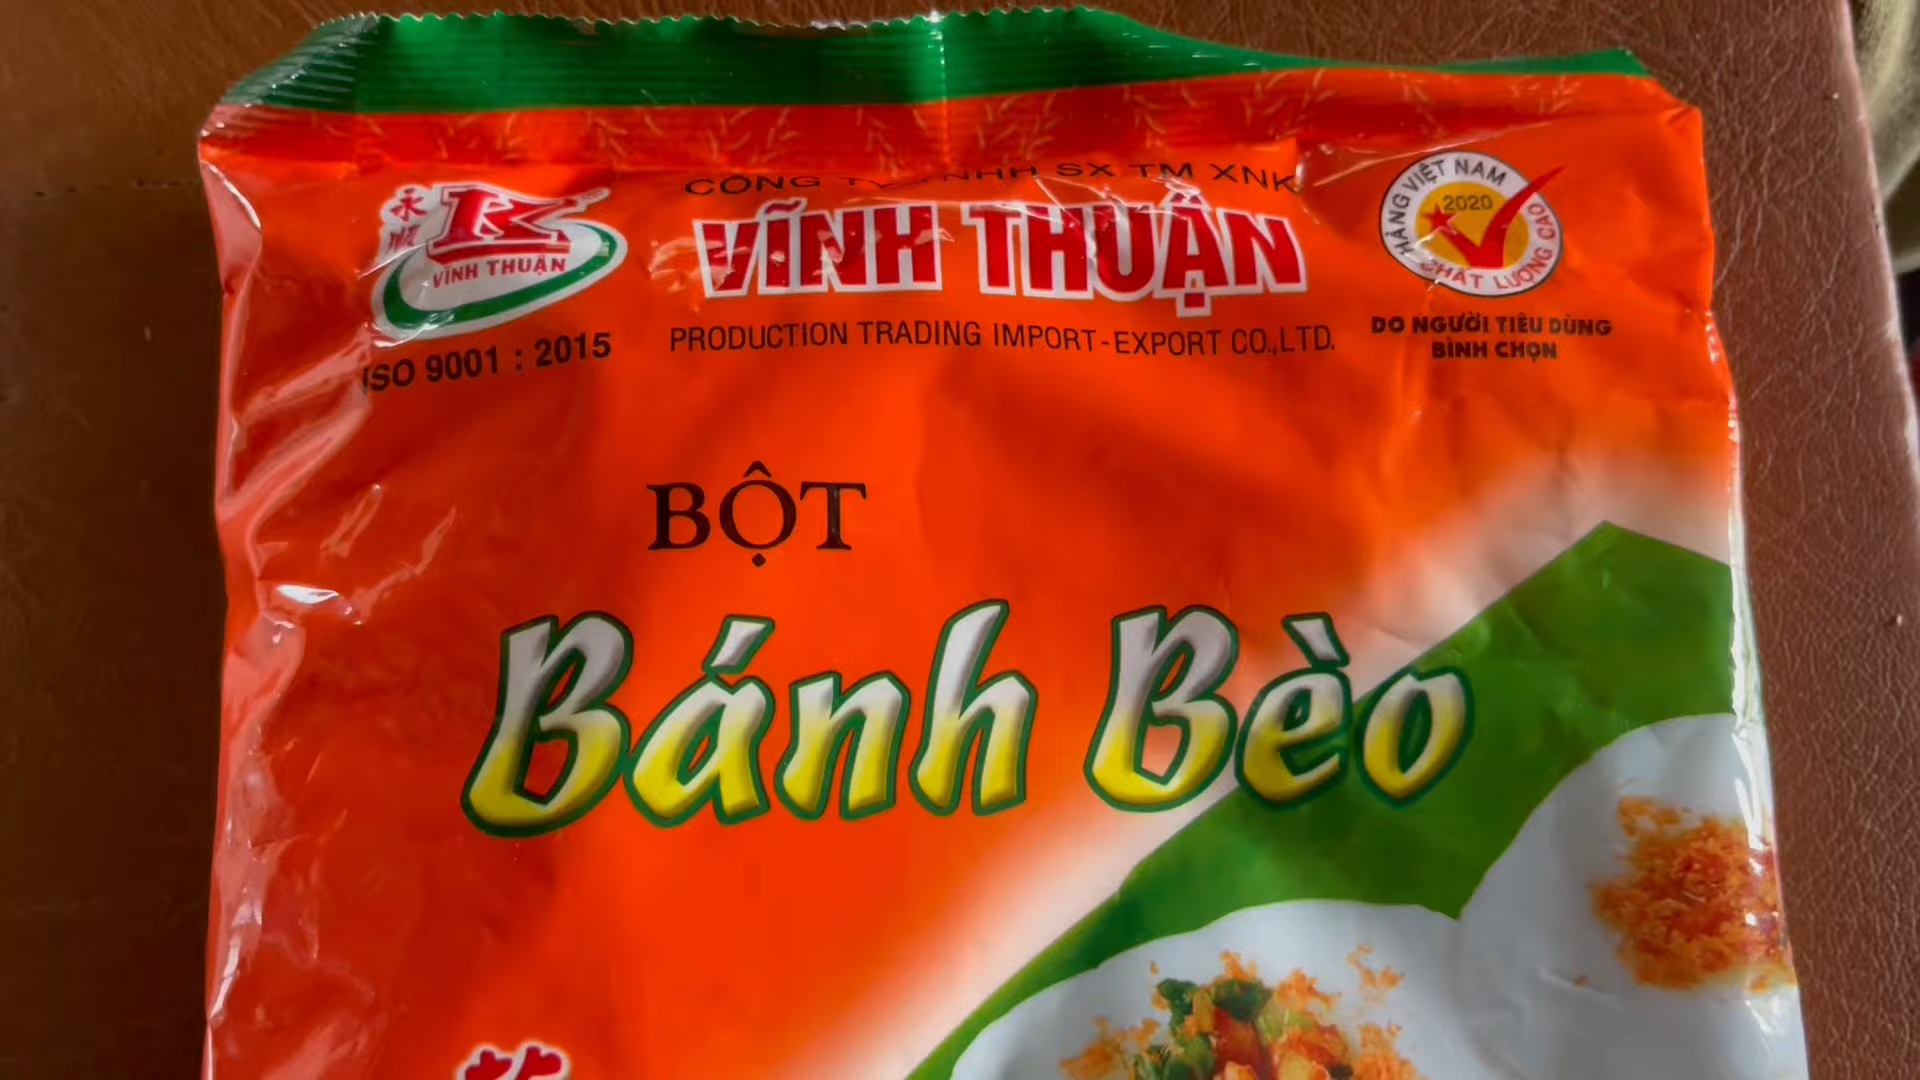 永
VĨNH THUẬN
ISO 9001 : 2015
CÔNG TY TNHH SX TM XNK
VĨNH THUẬN
PRODUCTION TRADING IMPORT-EXPORT CO.,LTD.
HÀNG VIỆT NAM
2020
CHẤT LƯỢNG CAO
DO NGƯỜI TIÊU DÙNG
BÌNH CHỌN
BỘT
Bánh Bèo